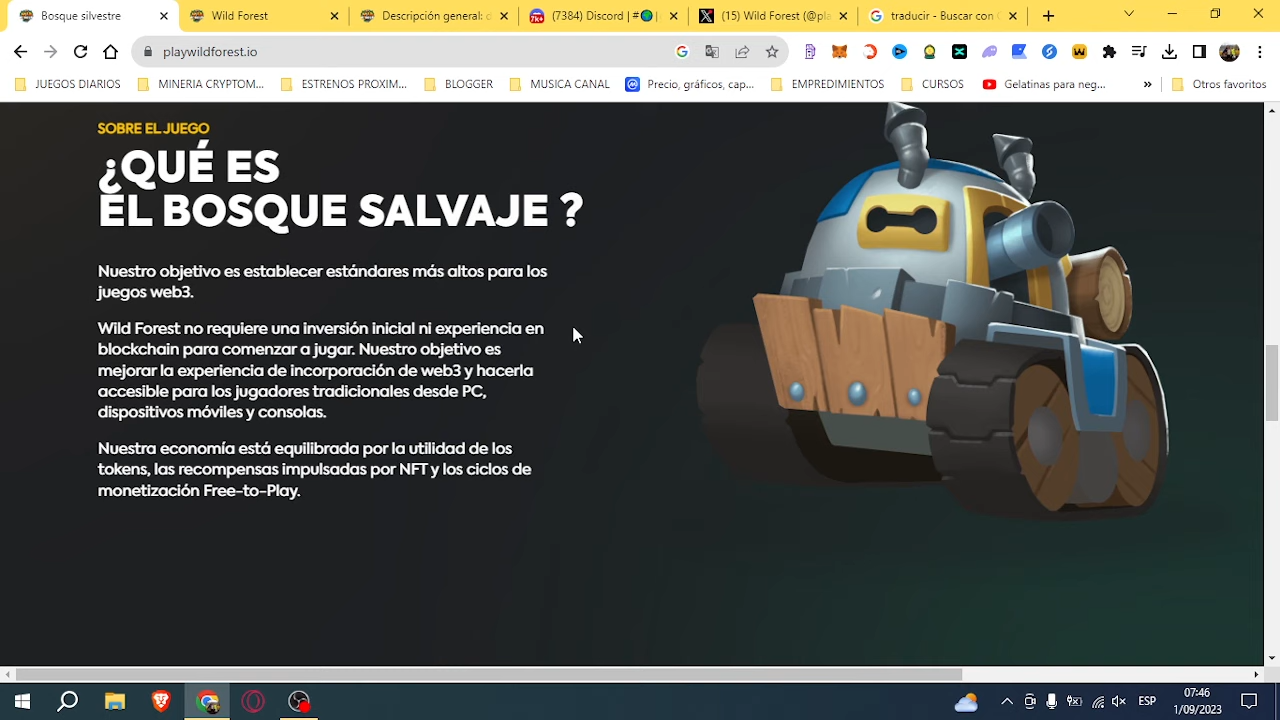 Bosque silvestre
Wild Forest
Descripción general: c
(7384) Discord | #
(15) Wild Forest (@pla
traducir - Buscar con G
playwildforest.io
JUEGOS DIARIOS
MINERIA CRYPTOM...
ESTRENOS PROXIM...
BLOGGER
MUSICA CANAL
Precio, gráficos, cap...
EMPREDIMIENTOS
CURSOS
Gelatinas para neg...
»
Otros favoritos
SOBRE EL JUEGO
¿QUÉ ES
EL BOSQUE SALVAJE ?
Nuestro objetivo es establecer estándares más altos para los
juegos web3.
Wild Forest no requiere una inversión inicial ni experiencia en
blockchain para comenzar a jugar. Nuestro objetivo es
mejorar la experiencia de incorporación de web3 y hacerla
accesible para los jugadores tradicionales desde PC,
dispositivos móviles y consolas.
Nuestra economía está equilibrada por la utilidad de los
tokens, las recompensas impulsadas por NFT y los ciclos de
monetización Free-to-Play.
ESP
07:46
1/09/2023